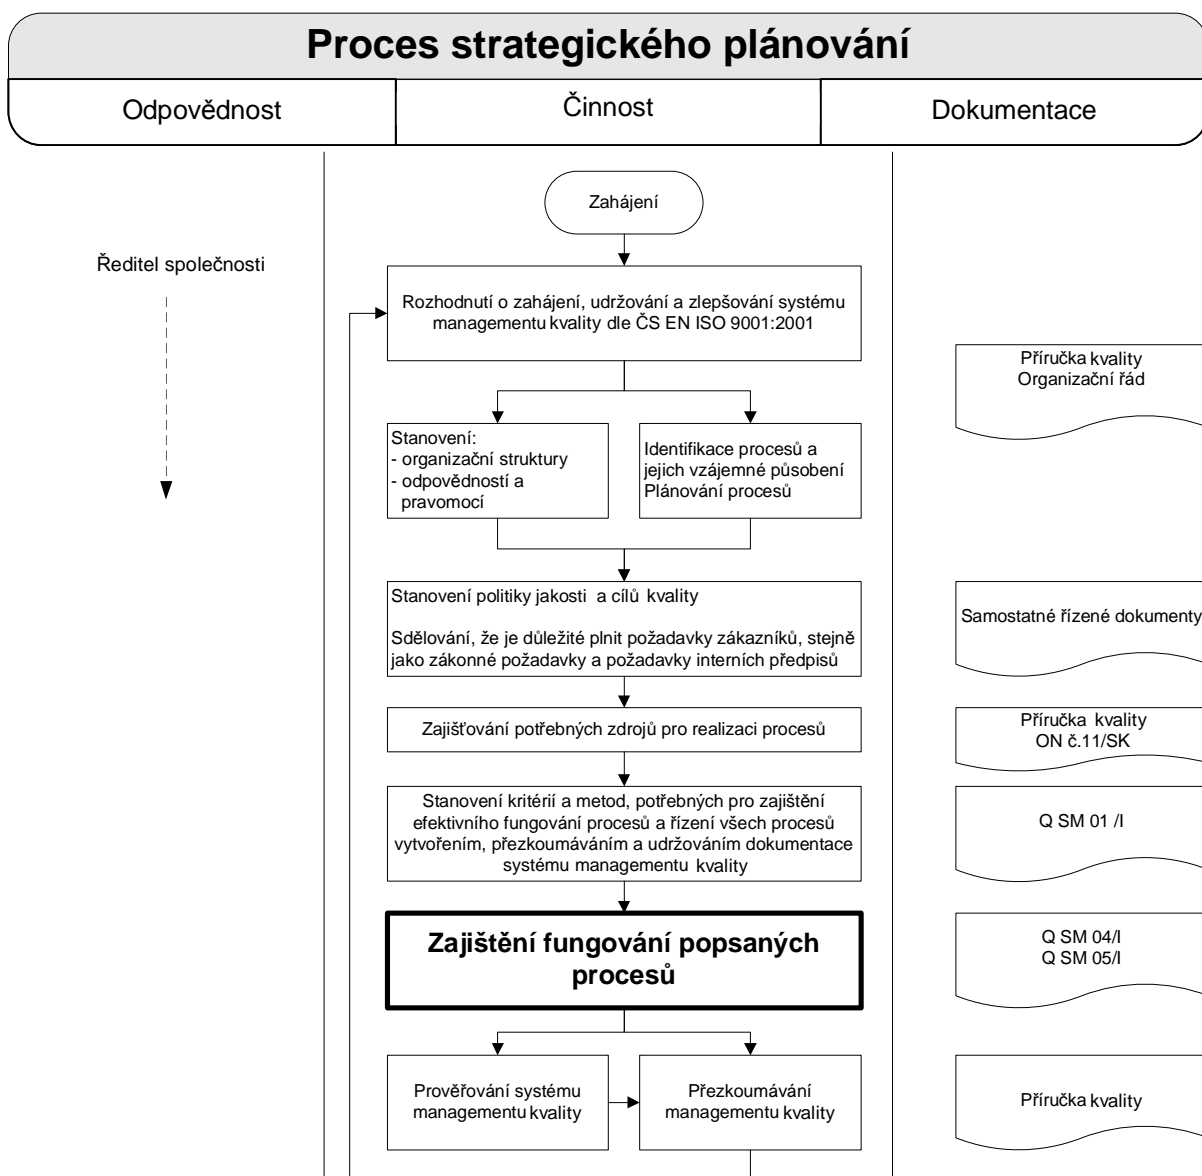 Proces strategického plánování
Odpovědnost
Činnost
Dokumentace
Zahájení
Ředitel společnosti
Rozhodnutí o zahájení, udržování a zlepšování systému
managementu kvality dle ČS EN ISO 9001:2001
Příručka kvality
Organizační řád
Stanovení:
- organizační struktury
- odpovědností a
pravomocí
Identifikace procesů a
jejich vzájemné působení
Plánování procesů
Stanovení politiky jakosti a cílů kvality
Sdělování, že je důležité plnit požadavky zákazníků, stejně
jako zákonné požadavky a požadavky interních předpisů
Samostatné řízené dokumenty
Zajišťování potřebných zdrojů pro realizaci procesů
Příručka kvality
ON č.11/SK
Stanovení kritérií a metod, potřebných pro zajištění
efektivního fungování procesů a řízení všech procesů
vytvořením, přezkoumáváním a udržováním dokumentace
systému managementu kvality
Q SM 01 /I
Zajištění fungování popsaných
procesů
Q SM 04/I
Q SM 05/I
Prověřování systému
managementu kvality
Přezkoumávání
managementu kvality
Příručka kvality